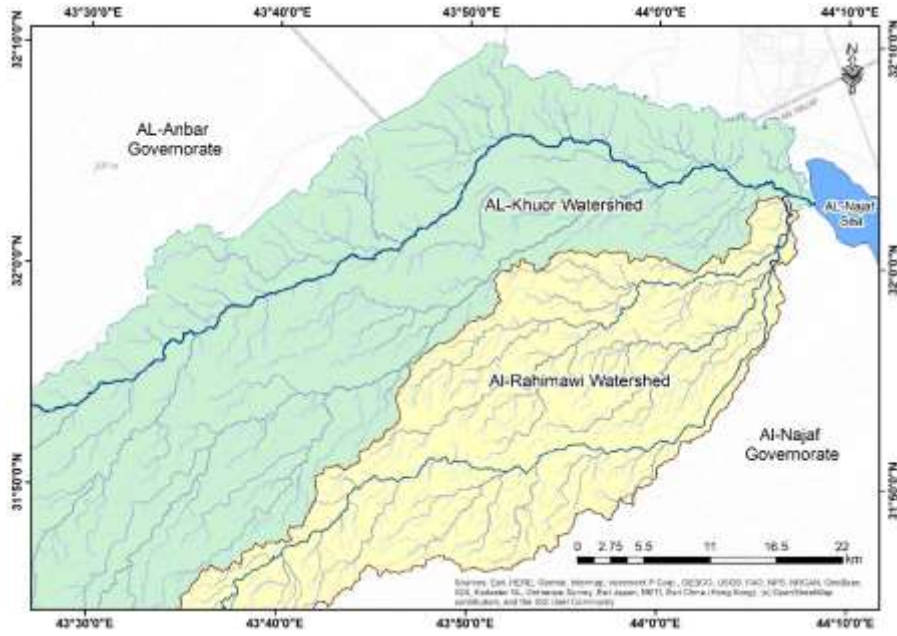 43°30'0"E 43°40'0"E 43°50'0"E 44°0'0"E 44°10'0"E
32°10'0"N
32°10'0"N
N
AL-Anbar
Governorate
AL-Khuor Watershed
AL-Najaf
Sea
32°0'0"N
32°0'0"N
Al-Rahimawi Watershed
Al-Najaf
Governorate
31°50'0"N
31°50'0"N
0 2.75 5.5 11 16.5 22
km
43°30'0"E 43°40'0"E 43°50'0"E 44°0'0"E 44°10'0"E